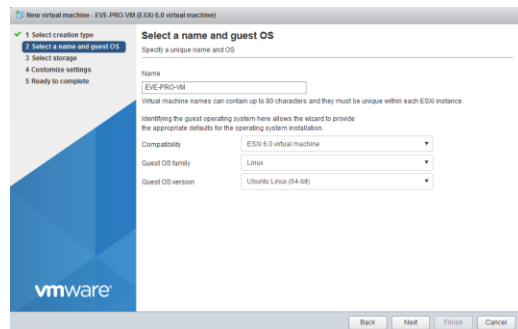 New virtual machine - EVE-PRO-VM (ESXi 6.0 virtual machine)
1 Select creation type
2 Select a name and guest OS
3 Select storage
4 Customize settings
5 Ready to complete
Select a name and guest OS
Specify a unique name and OS
Name
EVE-PRO-VM
Virtual machine names can contain up to 80 characters and they must be unique within each ESXi instance.
Identifying the guest operating system here allows the wizard to provide
the appropriate defaults for the operating system installation.
Compatibility
ESXi 6.0 virtual machine
Guest OS family
Linux
Guest OS version
Ubuntu Linux (64-bit)
vmware
Back
Next
Finish
Cancel